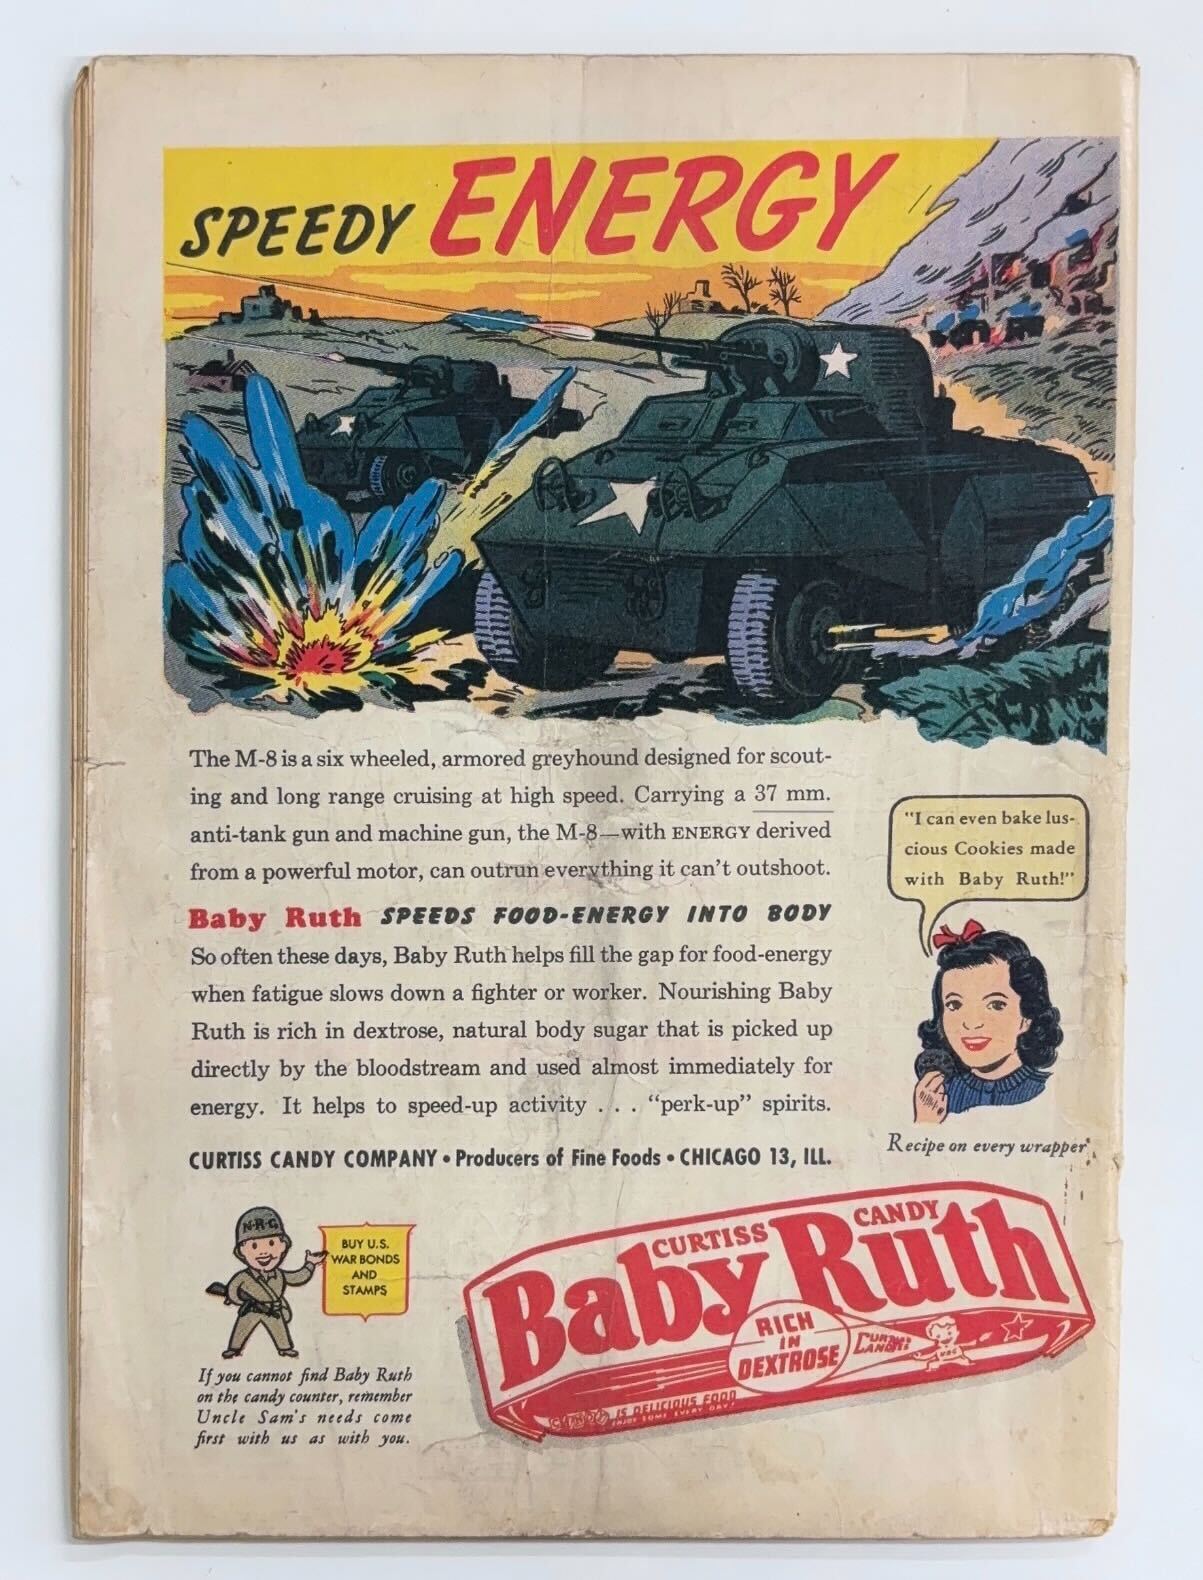 SPEEDY ENERGY
The M-8 is a six wheeled, armored greyhound designed for scout-
ing and long range cruising at high speed. Carrying a 37 mm.
anti-tank gun and machine gun, the M-8—with ENERGY derived
from a powerful motor, can outrun everything it can't outshoot.
Baby Ruth SPEEDS FOOD-ENERGY INTO BODY
So often these days, Baby Ruth helps fill the gap for food-energy
when fatigue slows down a fighter or worker. Nourishing Baby
Ruth is rich in dextrose, natural body sugar that is picked up
directly by the bloodstream and used almost immediately for
energy. It helps to speed-up activity . . . "perk-up" spirits.
CURTISS CANDY COMPANY • Producers of Fine Foods • CHICAGO 13, ILL.
"I can even bake lus-
cious Cookies made
with Baby Ruth!"
Recipe on every wrapper
N-R-G
BUY U.S.
WAR BONDS
AND
STAMPS
If you cannot find Baby Ruth
on the candy counter, remember
Uncle Sam's needs come
first with us as with you.
CURTISS CANDY
Baby Ruth
RICH
IN
DEXTROSE
CURTISS
CANDIES
IS DELICIOUS FOOD
ENJOY SOME EVERY DAY!